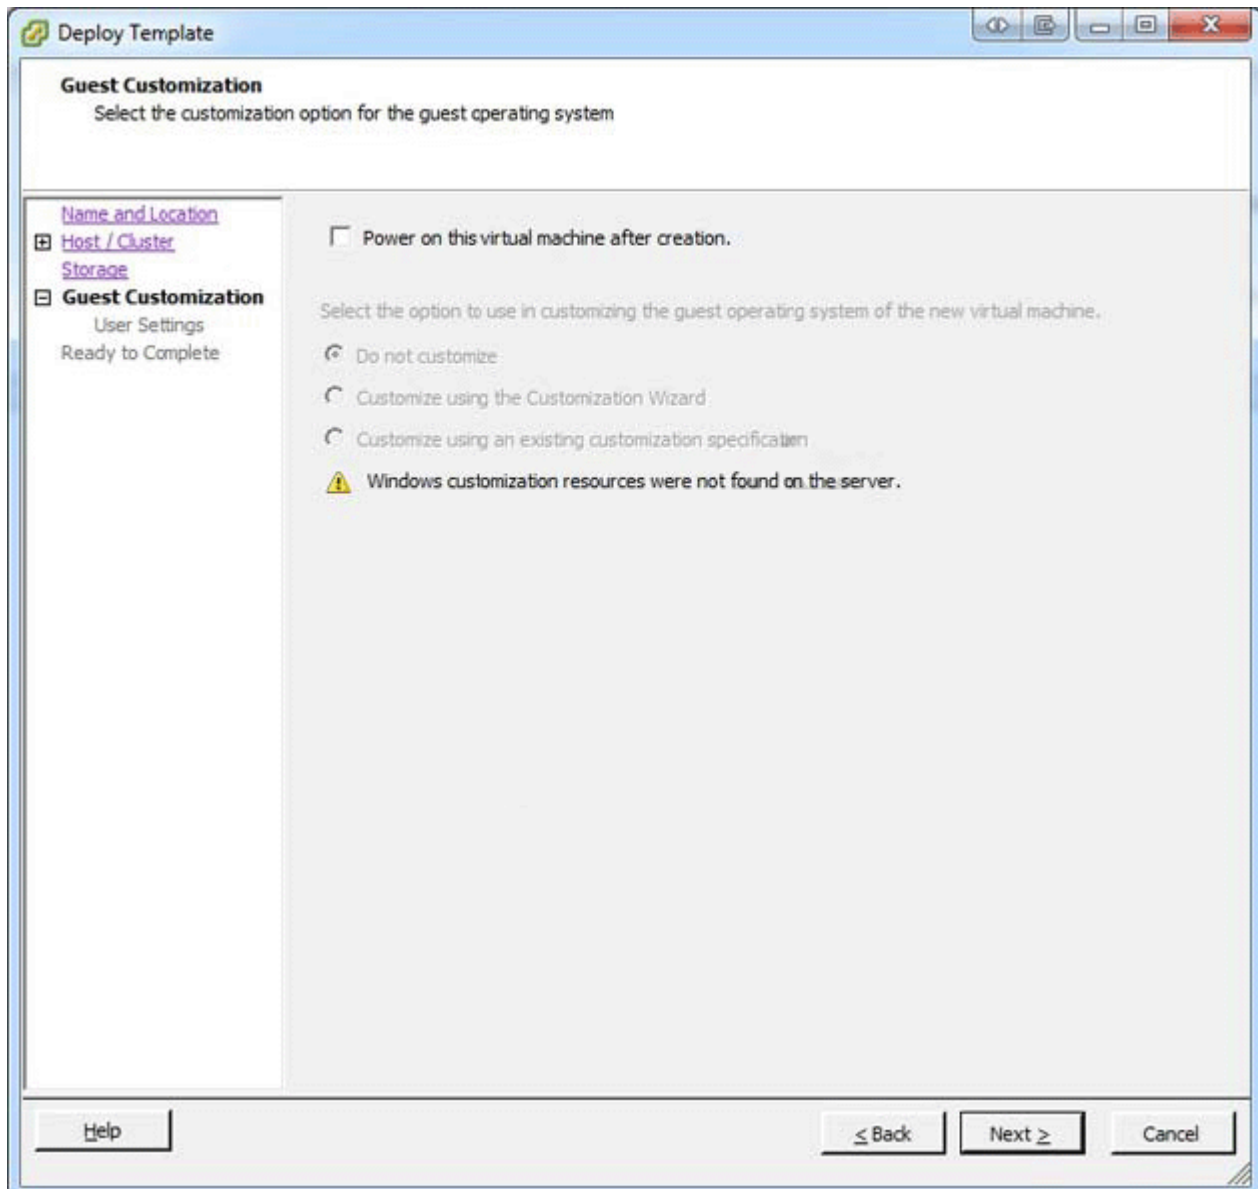 Deploy Template
Guest Customization
Select the customization option for the guest operating system
Name and Location
Host / Cluster
Storage
Guest Customization
User Settings
Ready to Complete
Power on this virtual machine after creation.
Select the option to use in customizing the guest operating system of the new virtual machine.
Do not customize
Customize using the Customization Wizard
Customize using an existing customization specification
Windows customization resources were not found on the server.
Help
< Back
Next >
Cancel